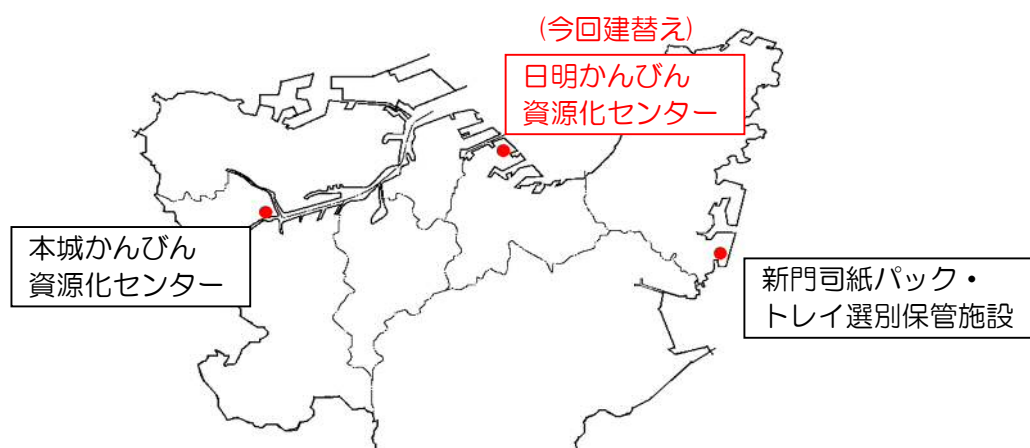 (今回建替え)
日明かんびん
資源化センター
本城かんびん
資源化センター
新門司紙パック・
トレイ選別保管施設